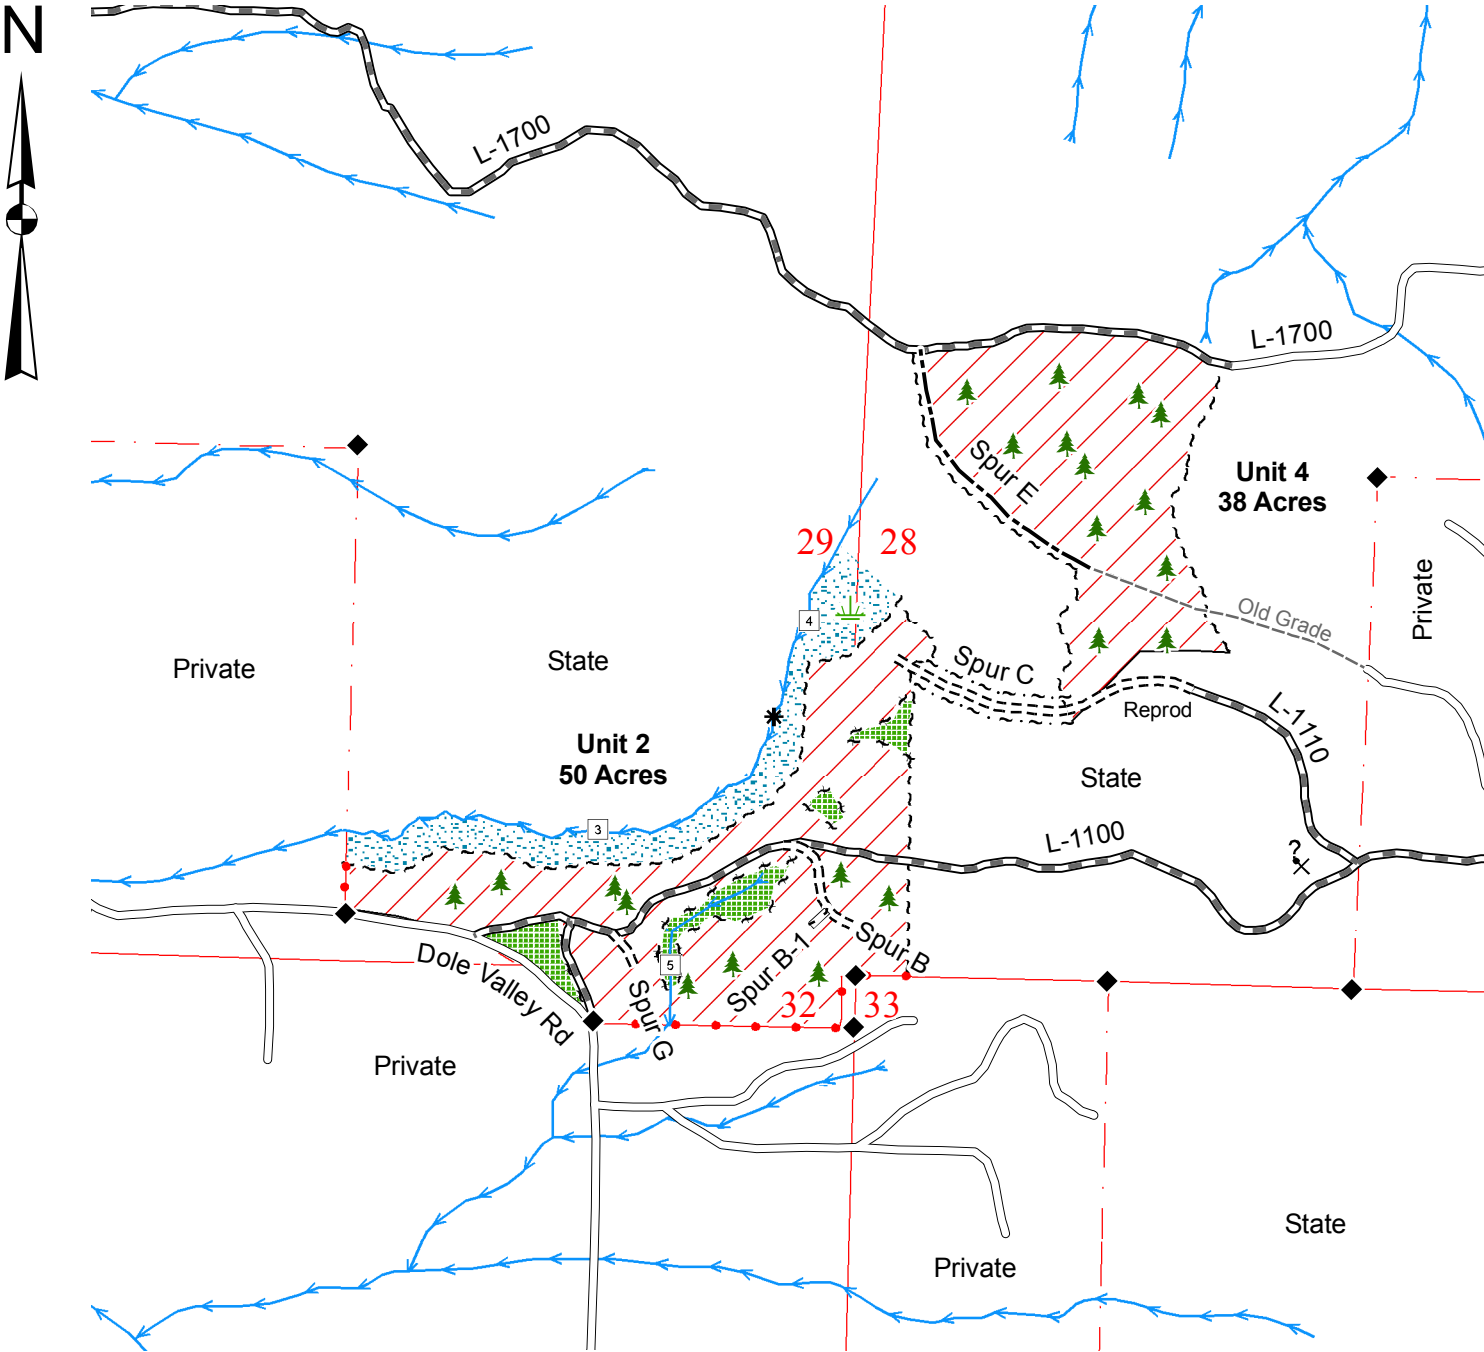 N
L-1700
L-1700
Unit 4
38 Acres
Spur E
29
28
4
Private
Old Grade
Private
State
Spur C
Reprod
L-1110
Unit 2
50 Acres
State
3
L-1100
?
Spur B
Spur B-1
5
Dole Valley Rd
Spur G
32
33
Private
State
Private